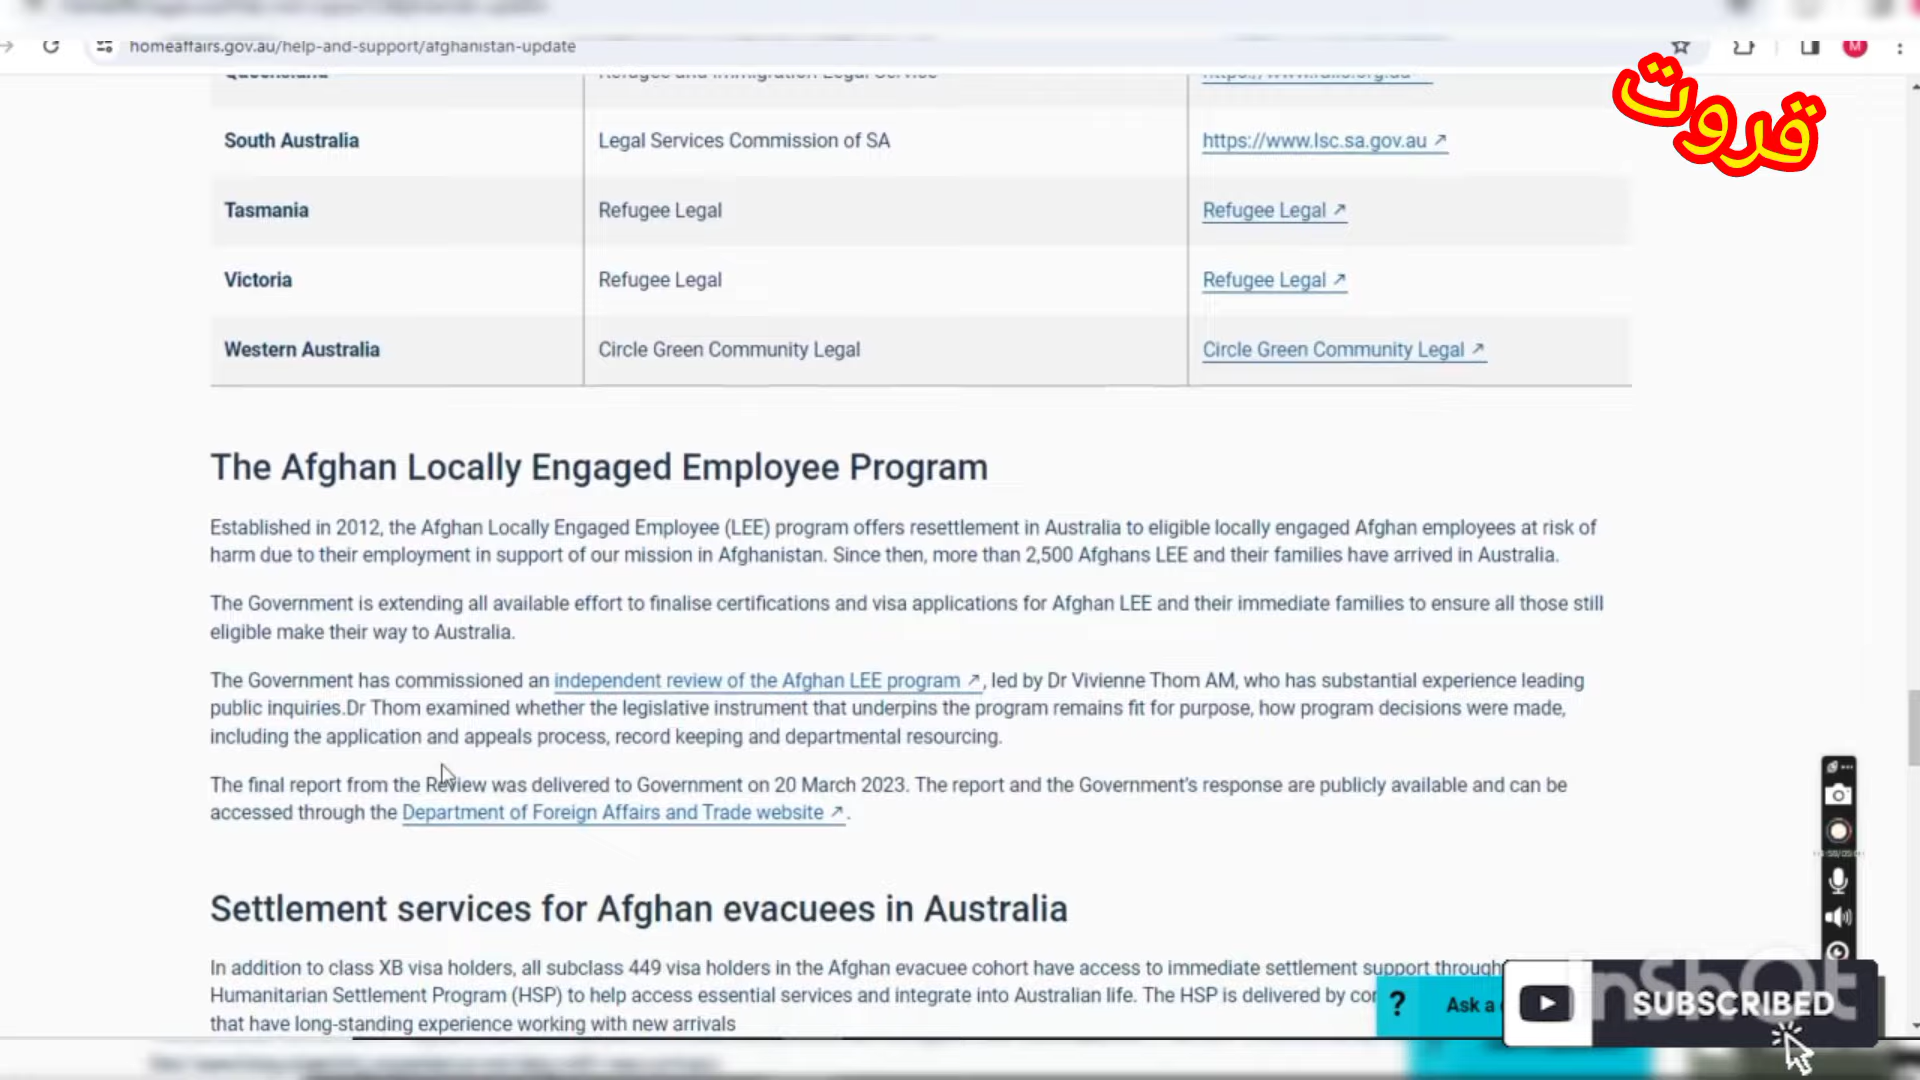 homeaffairs.gov.au/help-and-support/afghanistan-update
M
قروت
Queensland Refugee and Immigration Legal Service
South Australia Legal Services Commission of SA https://www.lsc.sa.gov.au
Tasmania Refugee Legal Refugee Legal
Victoria Refugee Legal Refugee Legal
Western Australia Circle Green Community Legal Circle Green Community Legal
The Afghan Locally Engaged Employee Program
Established in 2012, the Afghan Locally Engaged Employee (LEE) program offers resettlement in Australia to eligible locally engaged Afghan employees at risk of
harm due to their employment in support of our mission in Afghanistan. Since then, more than 2,500 Afghans LEE and their families have arrived in Australia.
The Government is extending all available effort to finalise certifications and visa applications for Afghan LEE and their immediate families to ensure all those still
eligible make their way to Australia.
The Government has commissioned an independent review of the Afghan LEE program, led by Dr Vivienne Thom AM, who has substantial experience leading
public inquiries.Dr Thom examined whether the legislative instrument that underpins the program remains fit for purpose, how program decisions were made,
including the application and appeals process, record keeping and departmental resourcing.
The final report from the Review was delivered to Government on 20 March 2023. The report and the Government's response are publicly available and can be
accessed through the Department of Foreign Affairs and Trade website.
Settlement services for Afghan evacuees in Australia
In addition to class XB visa holders, all subclass 449 visa holders in the Afghan evacuee cohort have access to immediate settlement support through
Humanitarian Settlement Program (HSP) to help access essential services and integrate into Australian life. The HSP is delivered by
that have long-standing experience working with new arrivals
? Ask a
InShOt
SUBSCRIBED